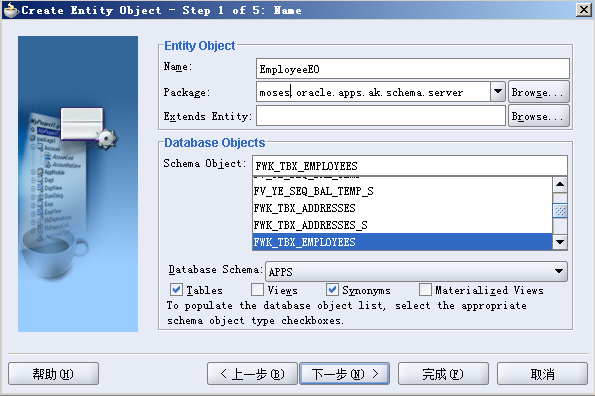 Create Entity Object - Step 1 of 5: Name
Entity Object
Name: EmployeeEO
Package: moses.oracle.apps.ak.schema.server Browse...
Extends Entity: Browse...
Database Objects
Schema Object: FWK_TBX_EMPLOYEES
FV_YE_SEQ_BAL_TEMP_S
FWK_TBX_ADDRESSES
FWK_TBX_ADDRESSES_S
FWK_TBX_EMPLOYEES
Database Schema: APPS
Tables Views Synonyms Materialized Views
To populate the database object list, select the appropriate
schema object type checkboxes.
帮助(H) < 上一步(B) 下一步(N) > 完成(F) 取消